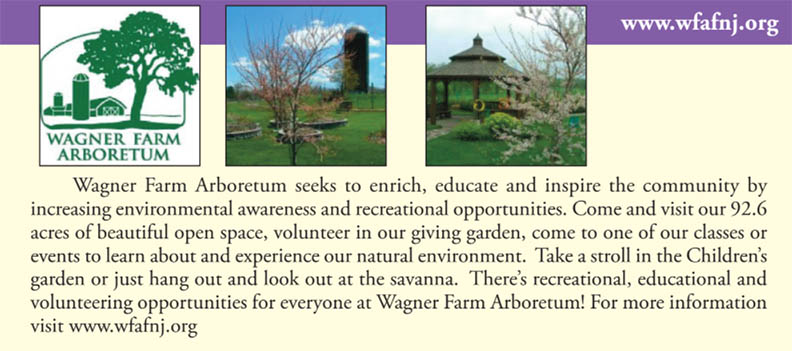 www.wfafnj.org
WAGNER FARM
ARBORETUM
Wagner Farm Arboretum seeks to enrich, educate and inspire the community by
increasing environmental awareness and recreational opportunities. Come and visit our 92.6
acres of beautiful open space, volunteer in our giving garden, come to one of our classes or
events to learn about and experience our natural environment.  Take a stroll in the Children's
garden or just hang out and look out at the savanna.  There's recreational, educational and
volunteering opportunities for everyone at Wagner Farm Arboretum! For more information
visit www.wfafnj.org